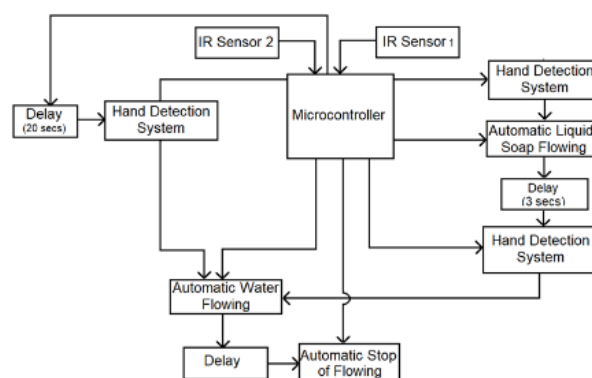 IR Sensor 2
IR Sensor 1
Hand Detection
System
Delay
(20 secs)
Hand Detection
System
Microcontroller
Automatic Liquid
Soap Flowing
Delay
(3 secs)
Hand Detection
System
Automatic Water
Flowing
Delay
Automatic Stop
of Flowing